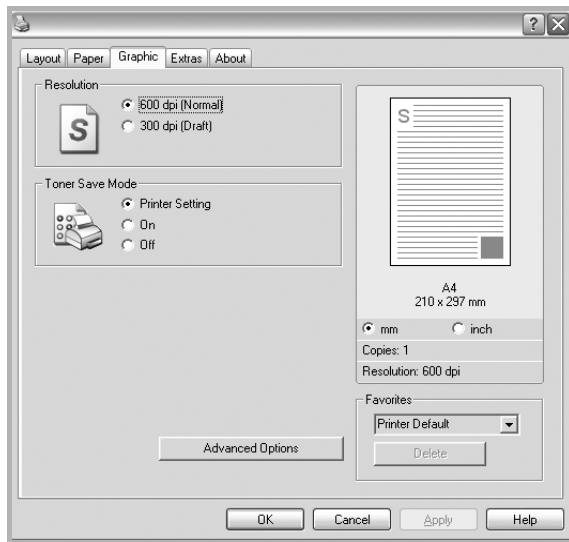 Layout Paper Graphic Extras About
Resolution
S
600 dpi (Normal)
300 dpi (Draft)
Toner Save Mode
Printer Setting
On
Off
Advanced Options
S
A4
210 x 297 mm
mm inch
Copies: 1
Resolution: 600 dpi
Favorites
Printer Default
Delete
OK Cancel Apply Help